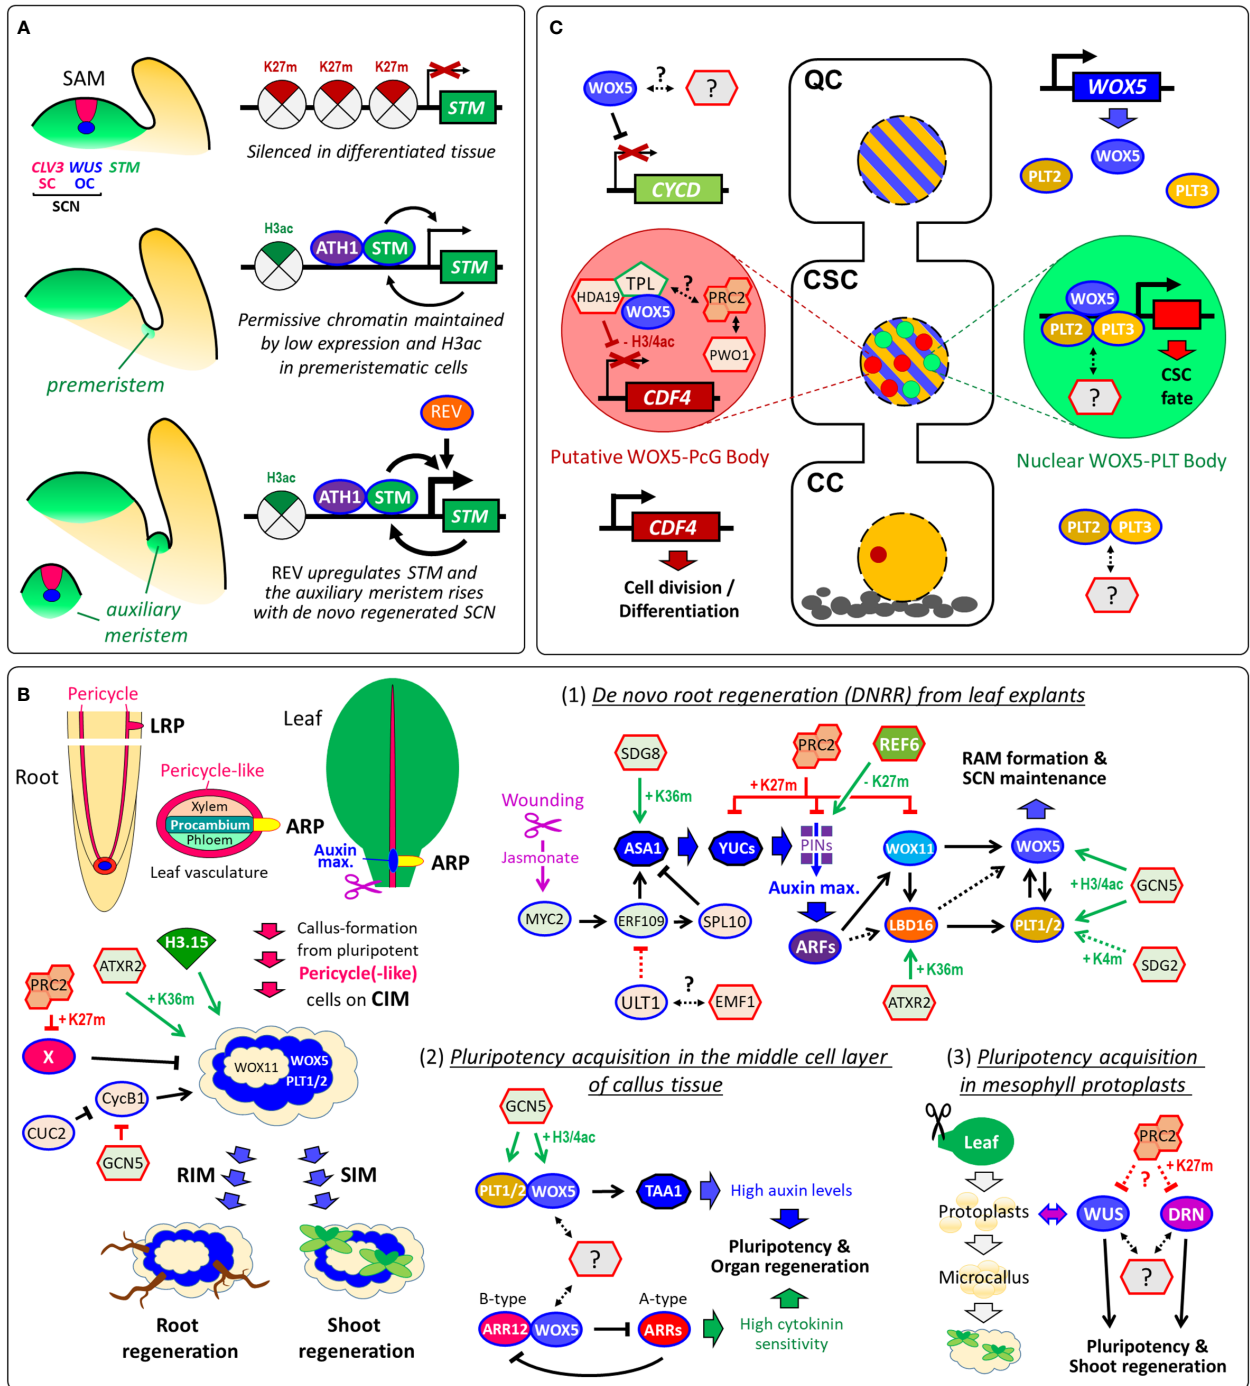 A
SAM
CLV3 WUS STM
SC OC
SCN
K27m K27m K27m
STM
Silenced in differentiated tissue
H3ac
ATH1 STM
STM
Permissive chromatin maintained
by low expression and H3ac
in premeristematic cells
premeristem
REV
H3ac
ATH1 STM
STM
REV upregulates STM and
the auxiliary meristem rises
with de novo regenerated SCN
auxiliary
meristem
C
WOX5
?
?
CYCD
QC
WOX5
WOX5
PLT2
PLT3
TPL
HDA19
WOX5
?
PRC2
- H3/4ac
PWO1
CDF4
Putative WOX5-PcG Body
CSC
WOX5
PLT2 PLT3
?
CSC
fate
Nuclear WOX5-PLT Body
CDF4
Cell division /
Differentiation
CC
PLT2 PLT3
?
B
Pericycle
LRP
Root
Pericycle-like
Xylem
Procambium
Phloem
ARP
Leaf vasculature
Leaf
Auxin
max.
ARP
Callus-formation
from pluripotent
Pericycle(-like)
cells on CIM
H3.15
ATXR2
PRC2
+ K36m
+ K27m
X
WOX11
WOX5
PLT1/2
CycB1
CUC2
GCN5
RIM
SIM
Root
regeneration
Shoot
regeneration
(1) De novo root regeneration (DNRR) from leaf explants
SDG8
PRC2
REF6
RAM formation &
SCN maintenance
+ K36m
+ K27m
- K27m
Wounding
Jasmonate
ASA1
YUCs
PINs
WOX11
WOX5
Auxin max.
+ H3/4ac
GCN5
MYC2
ERF109
SPL10
ARFs
LBD16
PLT1/2
+ K4m
SDG2
+ K36m
ULT1
?
EMF1
ATXR2
(2) Pluripotency acquisition in the middle cell layer
of callus tissue
GCN5
+ H3/4ac
PLT1/2 WOX5
TAA1
High auxin levels
?
Pluripotency &
Organ regeneration
B-type
A-type
ARR12 WOX5
ARRs
High cytokinin
sensitivity
(3) Pluripotency acquisition
in mesophyll protoplasts
Leaf
PRC2
+ K27m
?
Protoplasts
WUS
DRN
Microcallus
?
Pluripotency &
Shoot regeneration